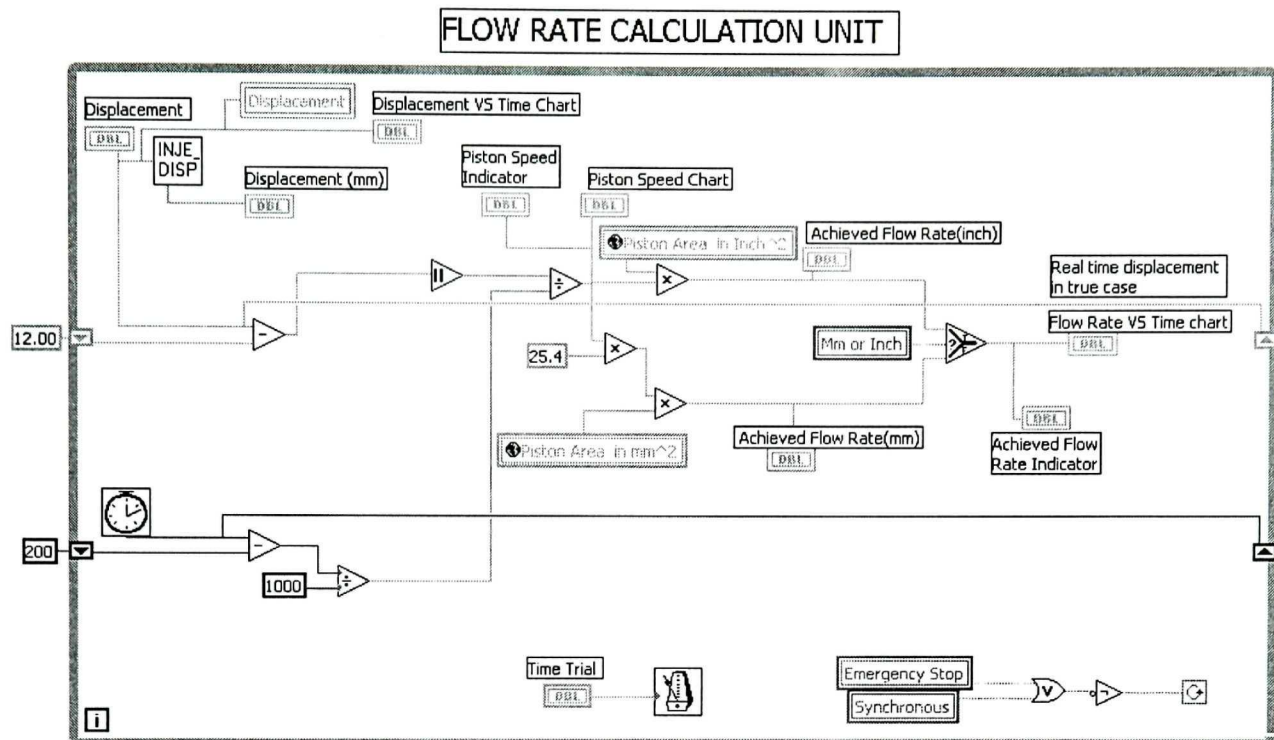 FLOW RATE CALCULATION UNIT
Displacement
DBL
Displacement
Displacement VS Time Chart
DBL
INJE_
DISP
Displacement (mm)
DBL
Piston Speed
Indicator
DBL
Piston Speed Chart
DBL
Piston Area in Inch^2
Achieved Flow Rate(inch)
DBL
Real time displacement
in true case
Flow Rate VS Time chart
DBL
12.00
25.4
Mm or Inch
?
Piston Area in mm^2
Achieved Flow Rate(mm)
DBL
DBL
Achieved Flow
Rate Indicator
200
1000
Time Trial
DBL
Emergency Stop
Synchronous
V
i